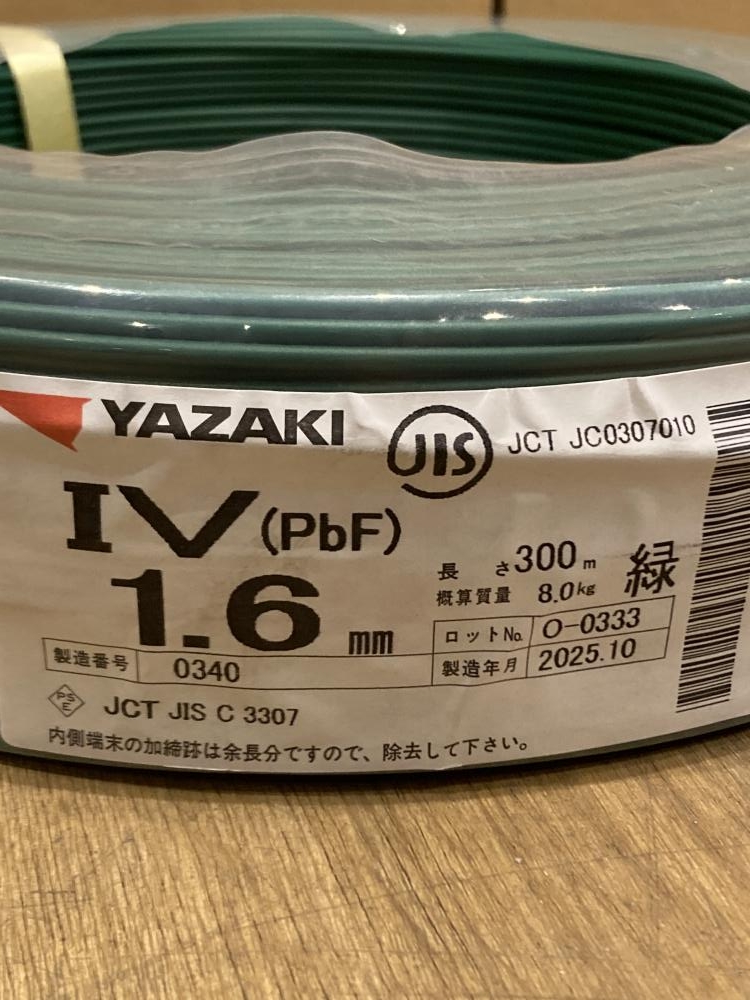 YAZAKI
JIS
JCT JC0307010
IV (PbF)
1.6 mm
長さ 300 m
概算質量 8.0kg
緑
ロットNo. O-0333
製造年月 2025.10
製造番号 0340
PSE
JCT JIS C 3307
内側端末の加締跡は余長分ですので、除去して下さい。